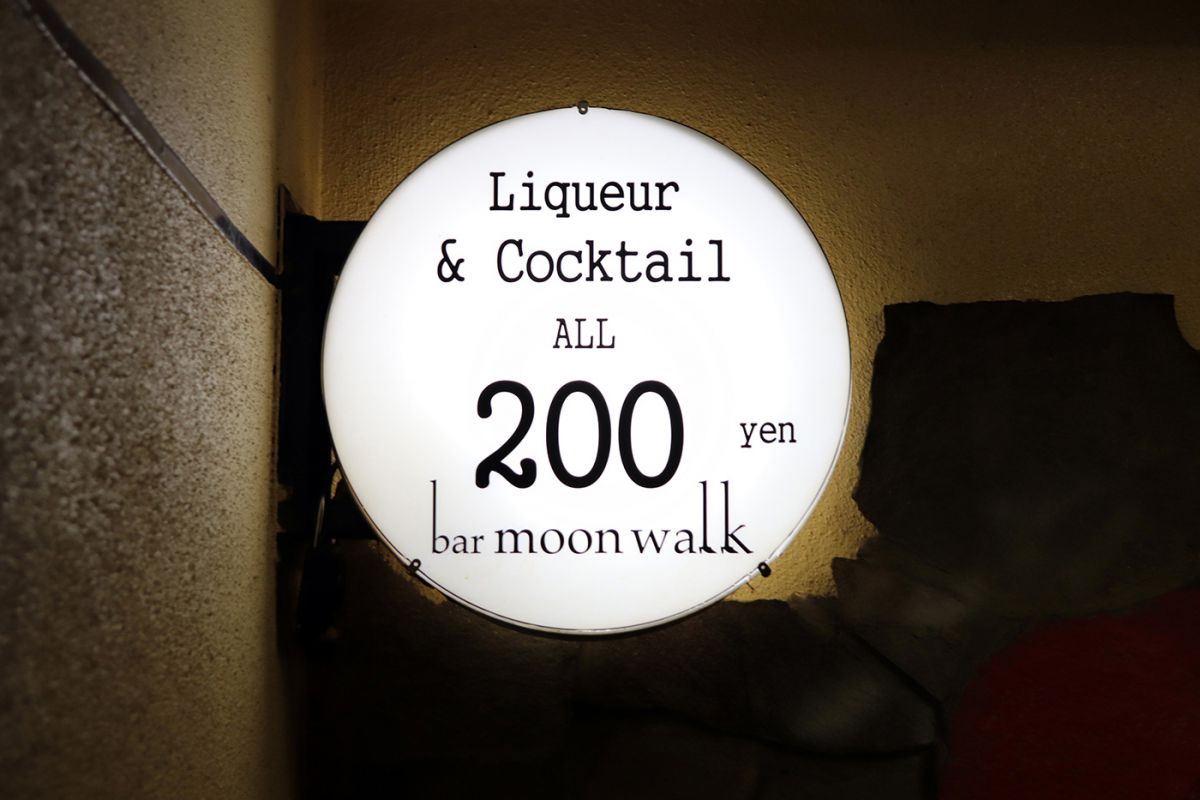 Liqueur
& Cocktail
ALL
200 yen
bar moon walk